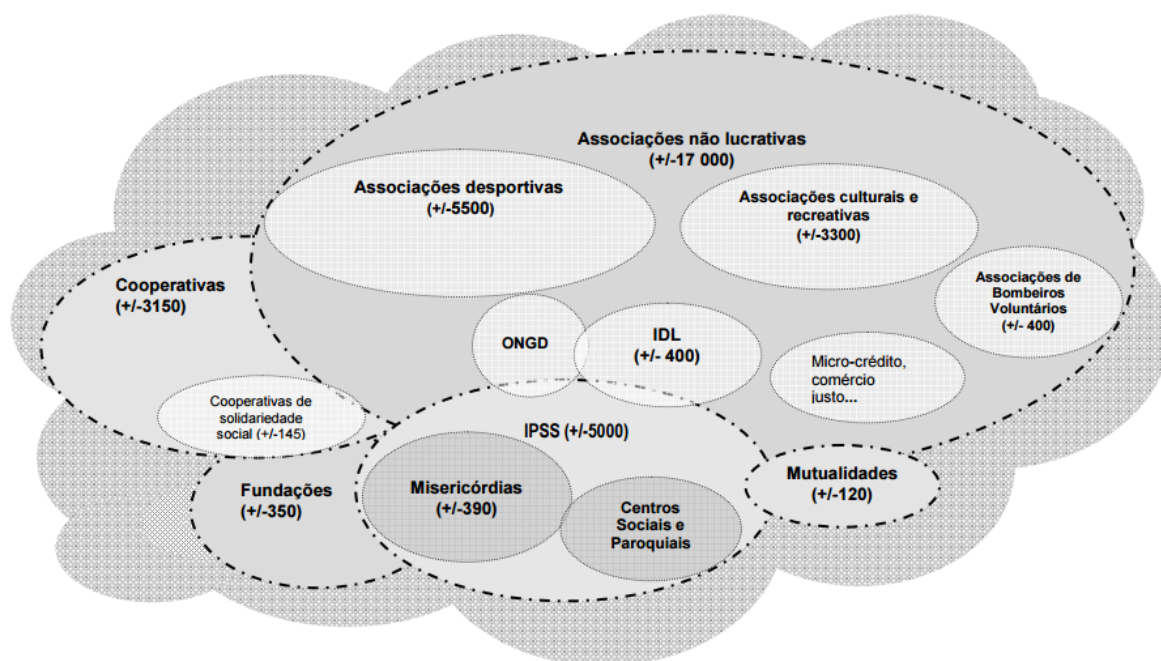 Associações não lucrativas
(+/-17 000)
Associações desportivas
(+/-5500)
Associações culturais e
recreativas
(+/-3300)
Cooperativas
(+/-3150)
Associações de
Bombeiros
Voluntários
(+/- 400)
ONGD
IDL
(+/- 400)
Micro-crédito,
comércio
justo...
Cooperativas de
solidariedade
social (+/-145)
IPSS (+/-5000)
Fundações
(+/-350)
Misericórdias
(+/-390)
Centros
Sociais e
Paroquiais
Mutualidades
(+/-120)